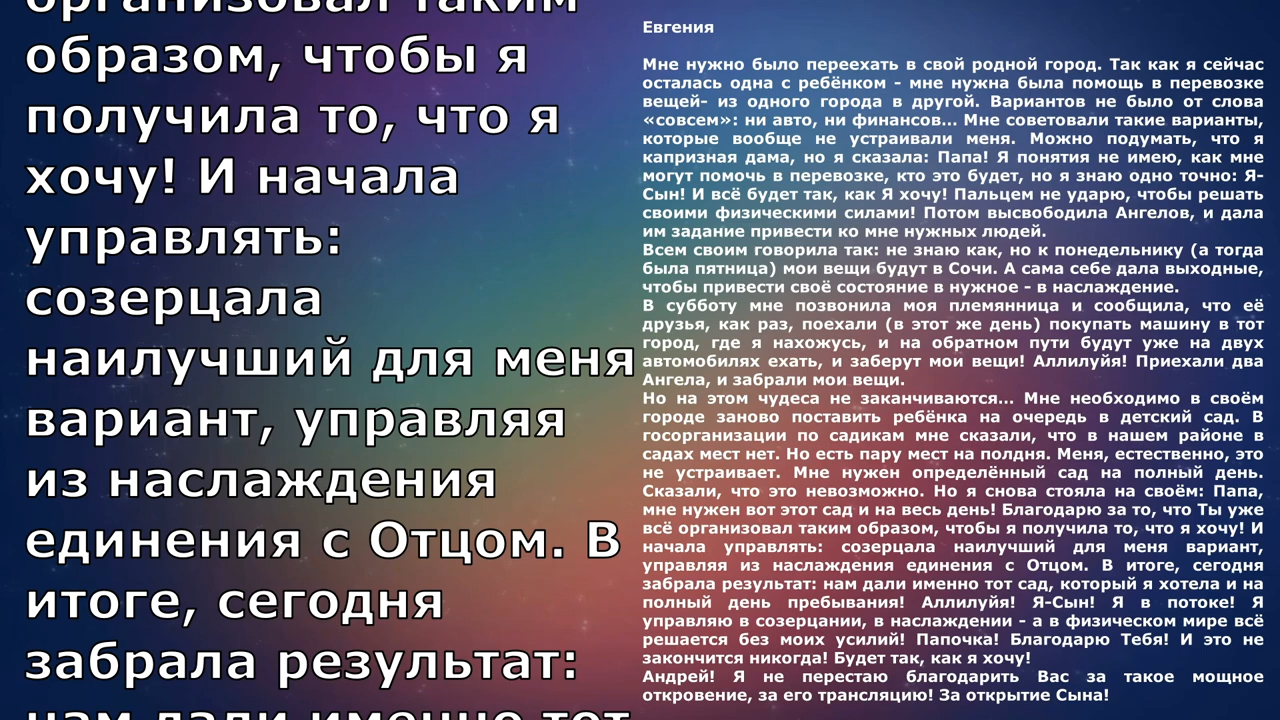 организовал таким
образом, чтобы я
получила то, что я
хочу! И начала
управлять:
созерцала
наилучший для меня
вариант, управляя
из наслаждения
единения с Отцом. В
итоге, сегодня
забрала результат:
нам дали именно тот
Евгения
Мне нужно было переехать в свой родной город. Так как я сейчас
осталась одна с ребёнком - мне нужна была помощь в перевозке
вещей- из одного города в другой. Вариантов не было от слова
«совсем»: ни авто, ни финансов... Мне советовали такие варианты,
которые вообще не устраивали меня. Можно подумать, что я
капризная дама, но я сказала: Папа! Я понятия не имею, как мне
могут помочь в перевозке, кто это будет, но я знаю одно точно: Я-
Сын! И всё будет так, как Я хочу! Пальцем не ударю, чтобы решать
своими физическими силами! Потом высвободила Ангелов, и дала
им задание привести ко мне нужных людей.
Всем своим говорила так: не знаю как, но к понедельнику (а тогда
была пятница) мои вещи будут в Сочи. А сама себе дала выходные,
чтобы привести своё состояние в нужное - в наслаждение.
В субботу мне позвонила моя племянница и сообщила, что её
друзья, как раз, поехали (в этот же день) покупать машину в тот
город, где я нахожусь, и на обратном пути будут уже на двух
автомобилях ехать, и заберут мои вещи! Аллилуйя! Приехали два
Ангела, и забрали мои вещи.
Но на этом чудеса не заканчиваются... Мне необходимо в своём
городе заново поставить ребёнка на очередь в детский сад. В
госорганизации по садикам мне сказали, что в нашем районе в
садах мест нет. Но есть пару мест на полдня. Меня, естественно, это
не устраивает. Мне нужен определённый сад на полный день.
Сказали, что это невозможно. Но я снова стояла на своём: Папа,
мне нужен вот этот сад и на весь день! Благодарю за то, что Ты уже
всё организовал таким образом, чтобы я получила то, что я хочу! И
начала управлять: созерцала наилучший для меня вариант,
управляя из наслаждения единения с Отцом. В итоге, сегодня
забрала результат: нам дали именно тот сад, который я хотела и на
полный день пребывания! Аллилуйя! Я-Сын! Я в потоке! Я
управляю в созерцании, в наслаждении - а в физическом мире всё
решается без моих усилий! Папочка! Благодарю Тебя! И это не
закончится никогда! Будет так, как я хочу!
Андрей! Я не перестаю благодарить Вас за такое мощное
откровение, за его трансляцию! За открытие Сына!